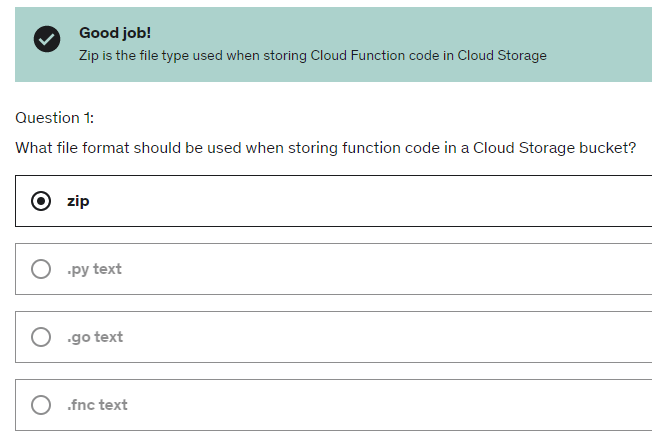 Good job!
Zip is the file type used when storing Cloud Function code in Cloud Storage
Question 1:
What file format should be used when storing function code in a Cloud Storage bucket?
zip
.py text
.go text
.fnc text